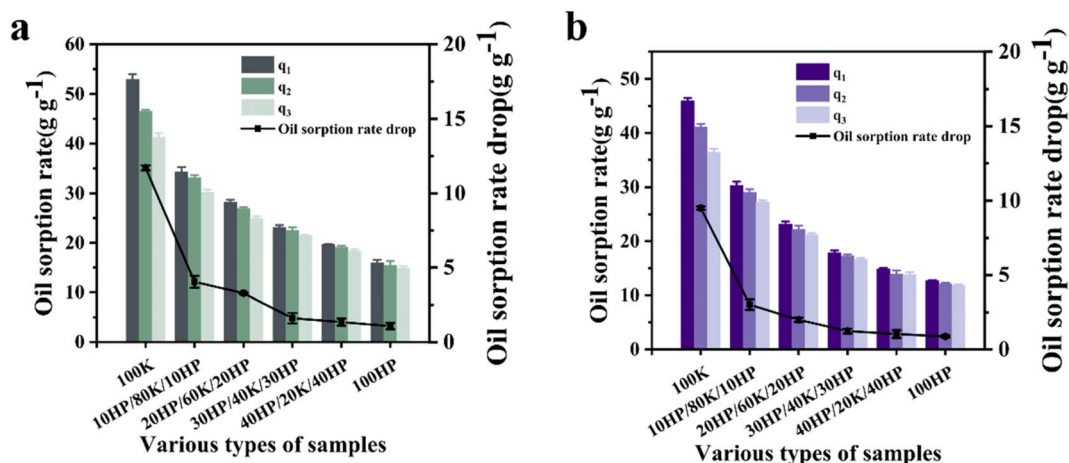 a
Oil sorption rate(g g⁻¹)
60
50
40
30
20
10
0
q₁
q₂
q₃
Oil sorption rate drop
20
15
10
5
0
Oil sorption rate drop(g g⁻¹)
100K
10HP/80K/10HP
20HP/60K/20HP
30HP/40K/30HP
40HP/20K/40HP
100HP
Various types of samples
b
Oil sorption rate(g g⁻¹)
50
40
30
20
10
0
q₁
q₂
q₃
Oil sorption rate drop
20
15
10
5
0
Oil sorption rate drop(g g⁻¹)
100K
10HP/80K/10HP
20HP/60K/20HP
30HP/40K/30HP
40HP/20K/40HP
100HP
Various types of samples